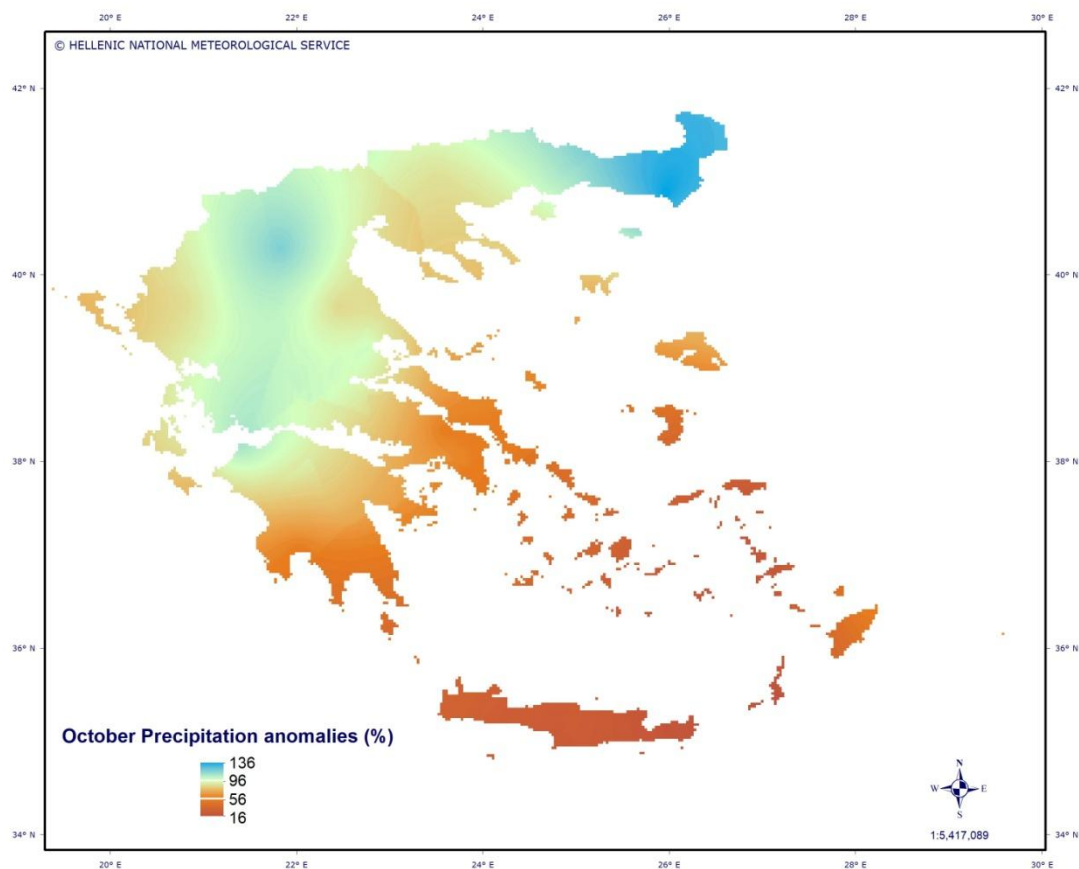 20° E 22° E 24° E 26° E 28° E 30° E
© HELLENIC NATIONAL METEOROLOGICAL SERVICE
42° N 42° N
40° N 40° N
38° N 38° N
36° N 36° N
October Precipitation anomalies (%)
136
96
56
16
N
W E
S
1:5,417,089
34° N 34° N
20° E 22° E 24° E 26° E 28° E 30° E